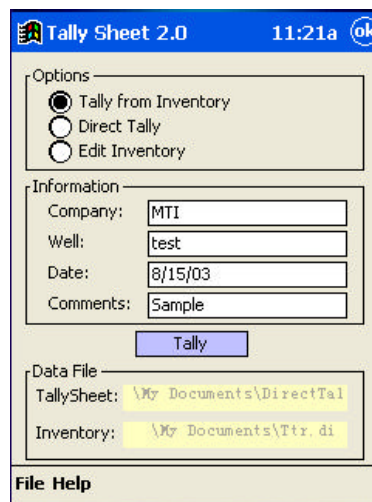 Tally Sheet 2.0 11:21a ok
Options
Tally from Inventory
Direct Tally
Edit Inventory
Information
Company: MTI
Well: test
Date: 8/15/03
Comments: Sample
Tally
Data File
TallySheet: \My Documents\DirectTal
Inventory: \My Documents\Ttr.di
File Help